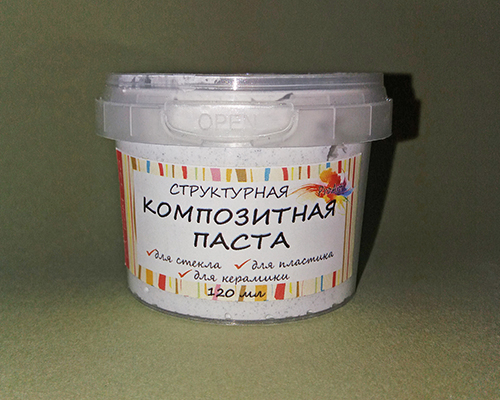 OPEN
СТРУКТУРНАЯ
КОМПОЗИТНАЯ
ПАСТА
для стекла для пластика
для керамики
120 мл